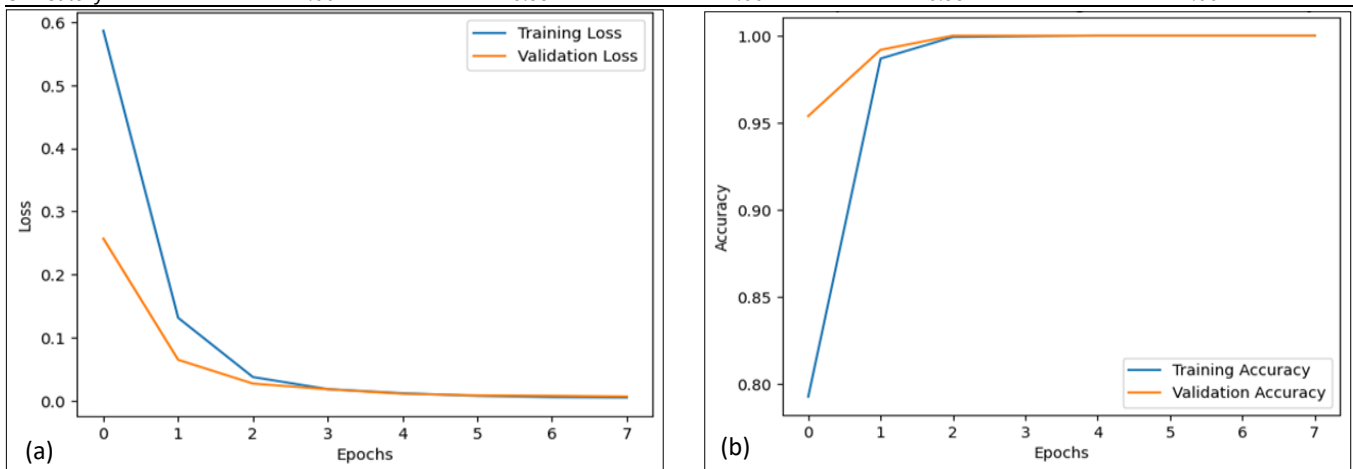 0.6
0.5
0.4
0.3
0.2
0.1
0.0
Loss
Training Loss
Validation Loss
0 1 2 3 4 5 6 7
Epochs
(a)
1.00
0.95
0.90
0.85
0.80
Accuracy
Training Accuracy
Validation Accuracy
0 1 2 3 4 5 6 7
Epochs
(b)